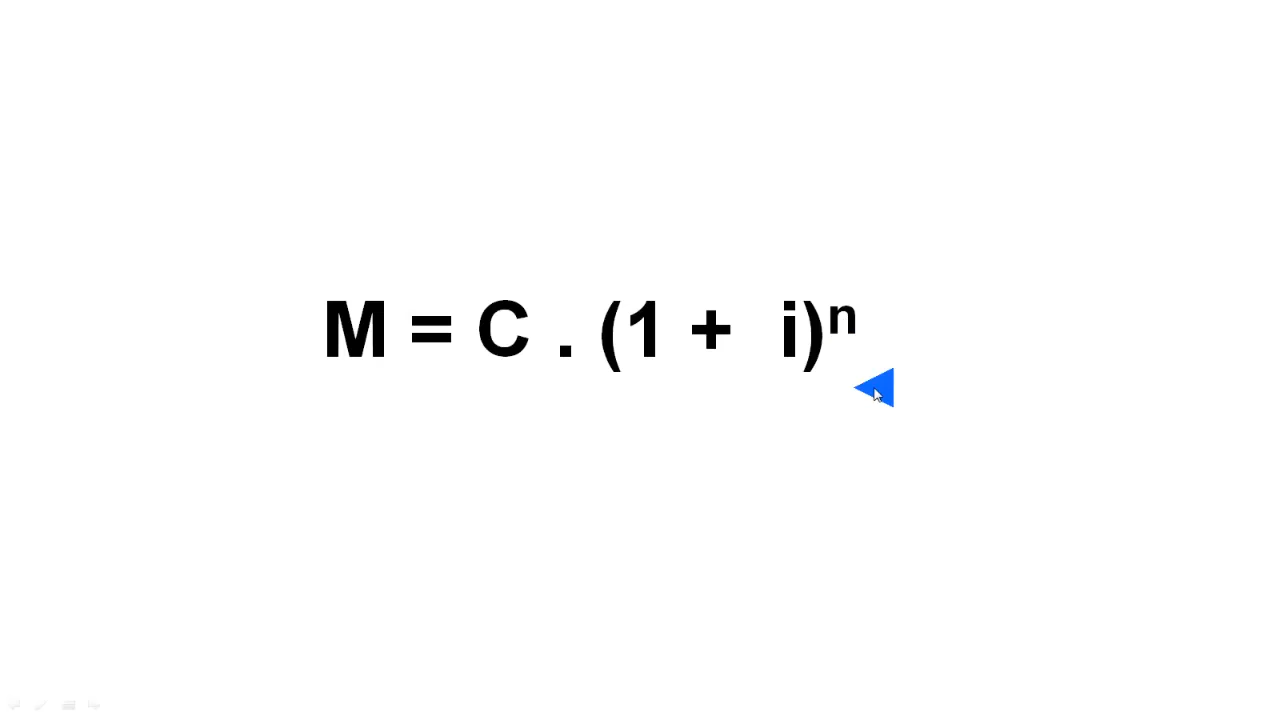 M = C . (1 + i)ⁿ